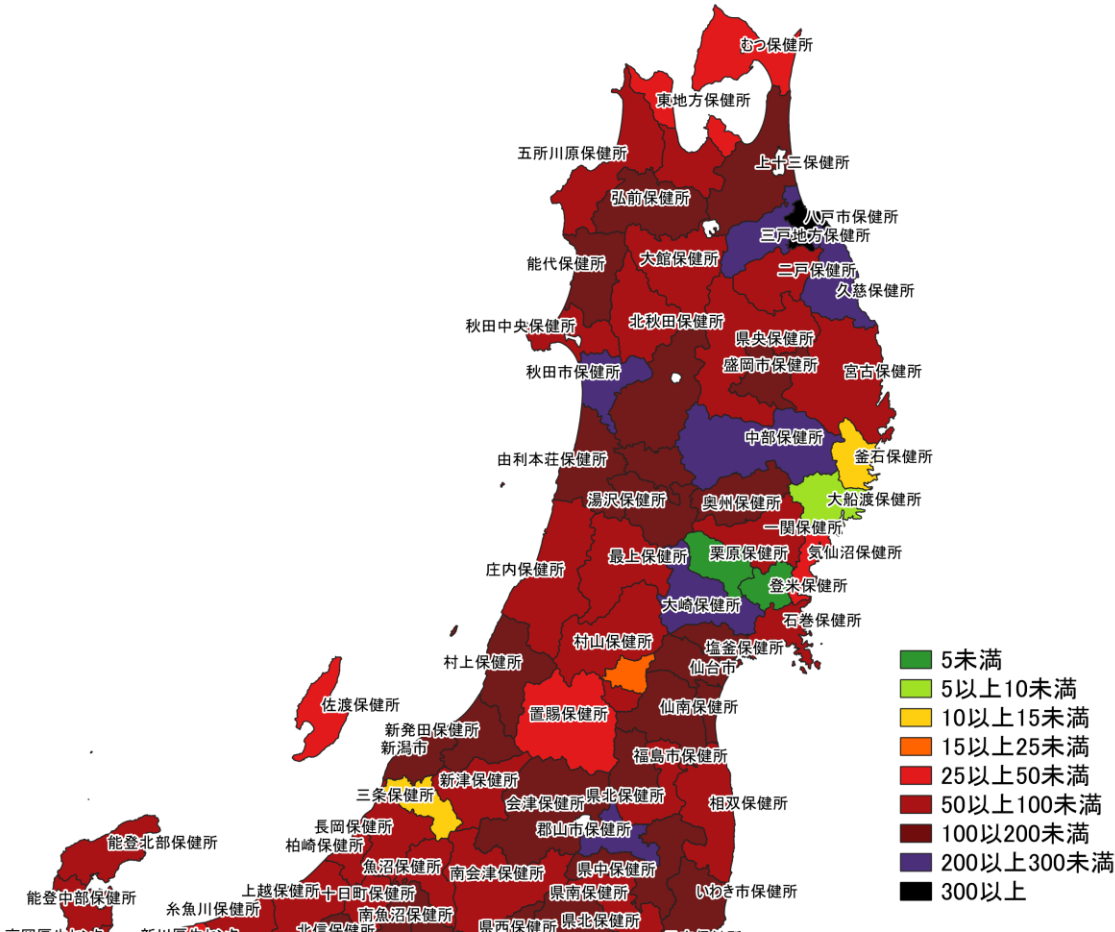 むつ保健所
東地方保健所
五所川原保健所
上十三保健所
弘前保健所
八戸市保健所
三戸地方保健所
能代保健所
大館保健所
二戸保健所
久慈保健所
秋田中央保健所
北秋田保健所
県央保健所
秋田市保健所
盛岡市保健所
宮古保健所
中部保健所
由利本荘保健所
釜石保健所
湯沢保健所
奥州保健所
大船渡保健所
一関保健所
最上保健所
栗原保健所
気仙沼保健所
庄内保健所
登米保健所
大崎保健所
石巻保健所
村山保健所
塩釜保健所
村上保健所
仙台市
佐渡保健所
置賜保健所
仙南保健所
新発田保健所
新潟市
福島市保健所
新津保健所
三条保健所
会津保健所
県北保健所
相双保健所
長岡保健所
郡山市保健所
柏崎保健所
能登北部保健所
魚沼保健所
南会津保健所
県中保健所
能登中部保健所
上越保健所
十日町保健所
県南保健所
いわき市保健所
糸魚川保健所
南魚沼保健所
県西保健所
県北保健所
北信保健所
5未満
5以上10未満
10以上15未満
15以上25未満
25以上50未満
50以上100未満
100以200未満
200以上300未満
300以上